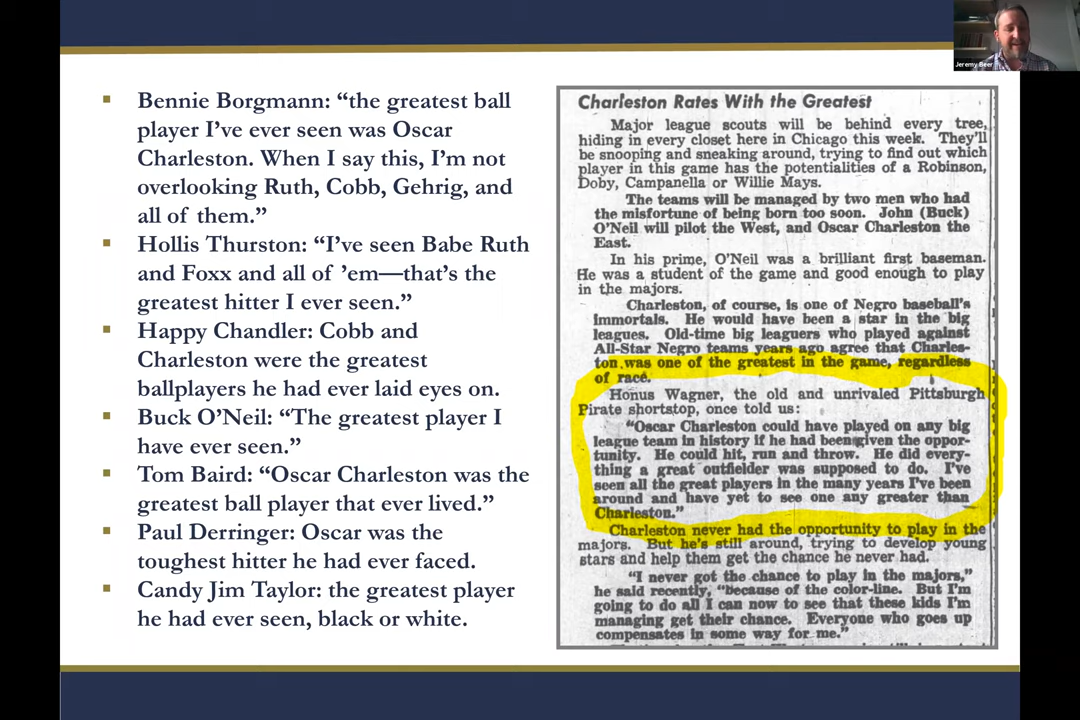 Jeremy Beer
Bennie Borgmann: “the greatest ball
player I’ve ever seen was Oscar
Charleston. When I say this, I’m not
overlooking Ruth, Cobb, Gehrig, and
all of them.”
Hollis Thurston: “I’ve seen Babe Ruth
and Foxx and all of ’em—that’s the
greatest hitter I ever seen.”
Happy Chandler: Cobb and
Charleston were the greatest
ballplayers he had ever laid eyes on.
Buck O’Neil: “The greatest player I
have ever seen.”
Tom Baird: “Oscar Charleston was the
greatest ball player that ever lived.”
Paul Derringer: Oscar was the
toughest hitter he had ever faced.
Candy Jim Taylor: the greatest player
he had ever seen, black or white.
Charleston Rates With the Greatest
Major league scouts will be behind every tree,
hiding in every closet here in Chicago this week. They’ll
be snooping and sneaking around, trying to find out which
player in this game has the potentialities of a Robinson,
Doby, Campanella or Willie Mays.
The teams will be managed by two men who had
the misfortune of being born too soon. John (Buck)
O’Neil will pilot the West, and Oscar Charleston the
East.
In his prime, O’Neil was a brilliant first baseman.
He was a student of the game and good enough to play
in the majors.
Charleston, of course, is one of Negro baseball’s
immortals. He would have been a star in the big
leagues. Old-time big leaguers who played against
All-Star Negro teams years ago agree that Charles-
ton was one of the greatest in the game, regardless
of race.
Honus Wagner, the old and unrivaled Pittsburgh
Pirate shortstop, once told us:
“Oscar Charleston could have played on any big
league team in history if he had been given the oppor-
tunity. He could hit, run and throw. He did every-
thing a great outfielder was supposed to do. I’ve
seen all the great players in the many years I’ve been
around and have yet to see one any greater than
Charleston.”
Charleston never had the opportunity to play in the
majors. But he’s still around, trying to develop young
stars and help them get the chance he never had.
“I never got the chance to play in the majors,”
he said recently, “because of the color-line. But I’m
going to do all I can now to see that these kids I’m
managing get their chance. Everyone who goes up
compensates in some way for me.”